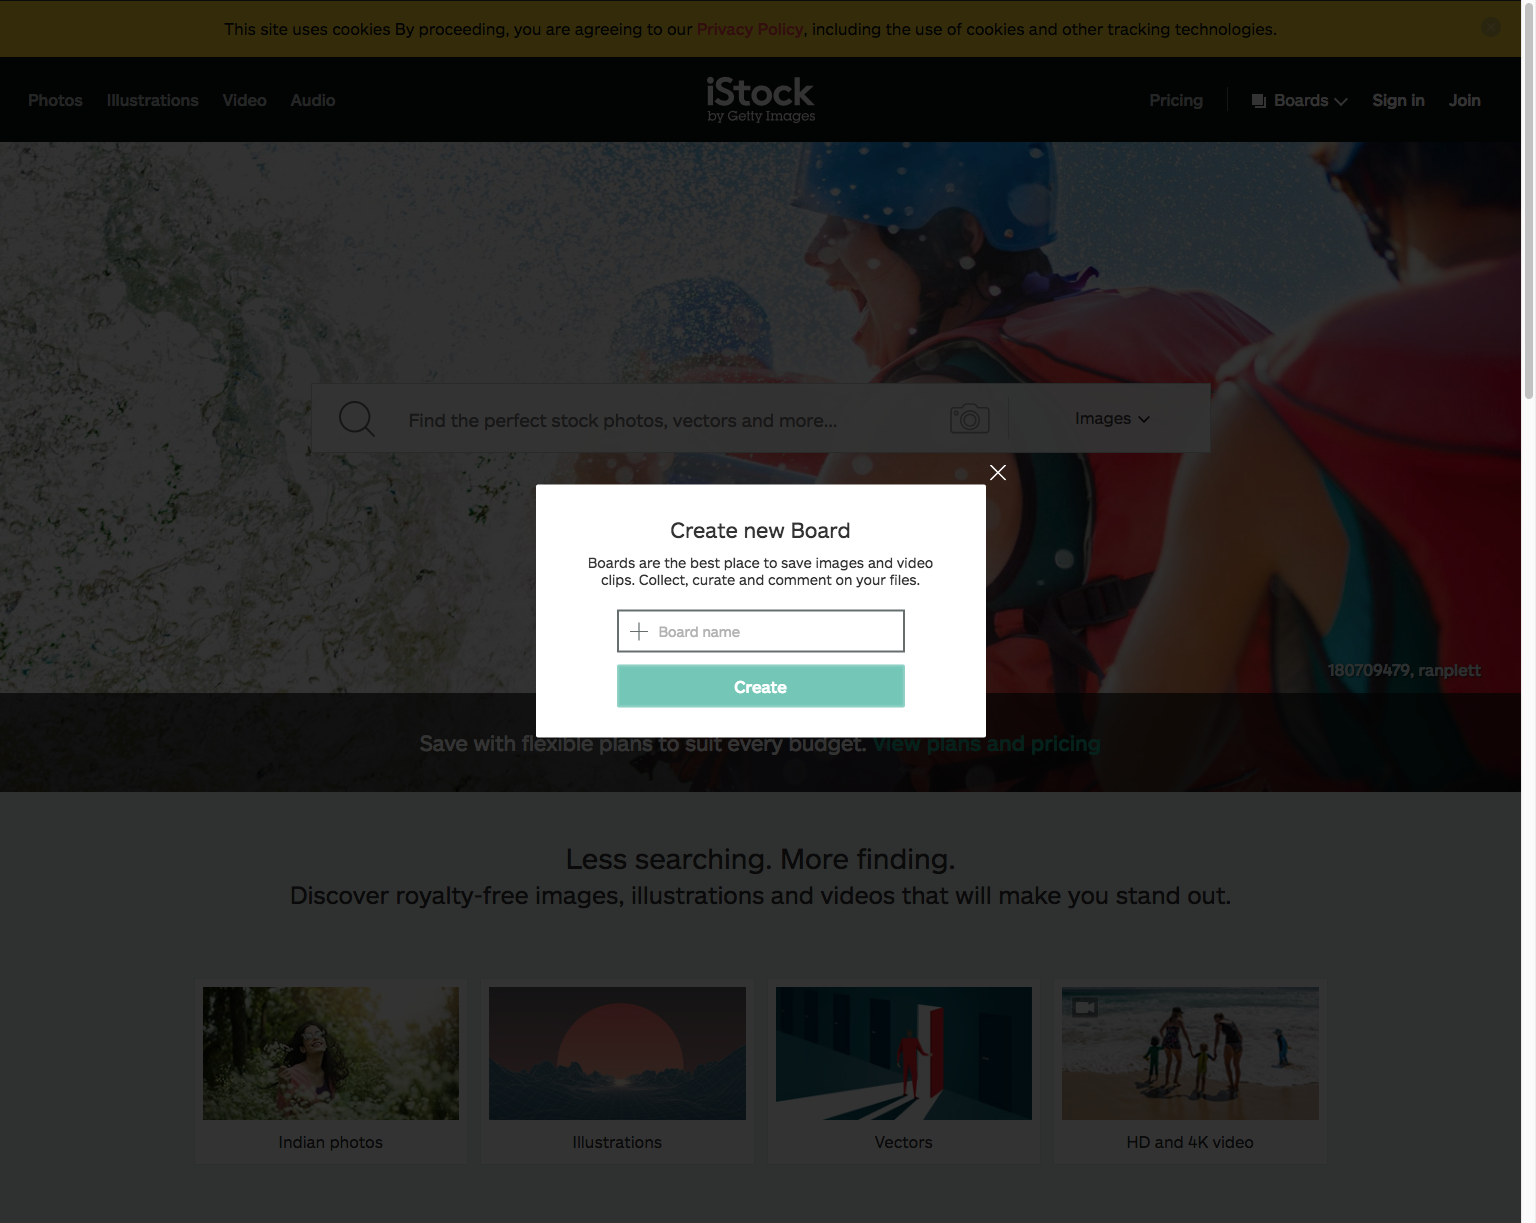 This site uses cookies By proceeding, you are agreeing to our Privacy Policy, including the use of cookies and other tracking technologies.
Photos Illustrations Video Audio
iStock
by Getty Images
Pricing Boards Sign in Join
Find the perfect stock photos, vectors and more...
Images
Create new Board
Boards are the best place to save images and video
clips. Collect, curate and comment on your files.
Board name
Create
180709479, ranplett
Save with flexible plans to suit every budget. View plans and pricing
Less searching. More finding.
Discover royalty-free images, illustrations and videos that will make you stand out.
Indian photos
Illustrations
Vectors
HD and 4K video